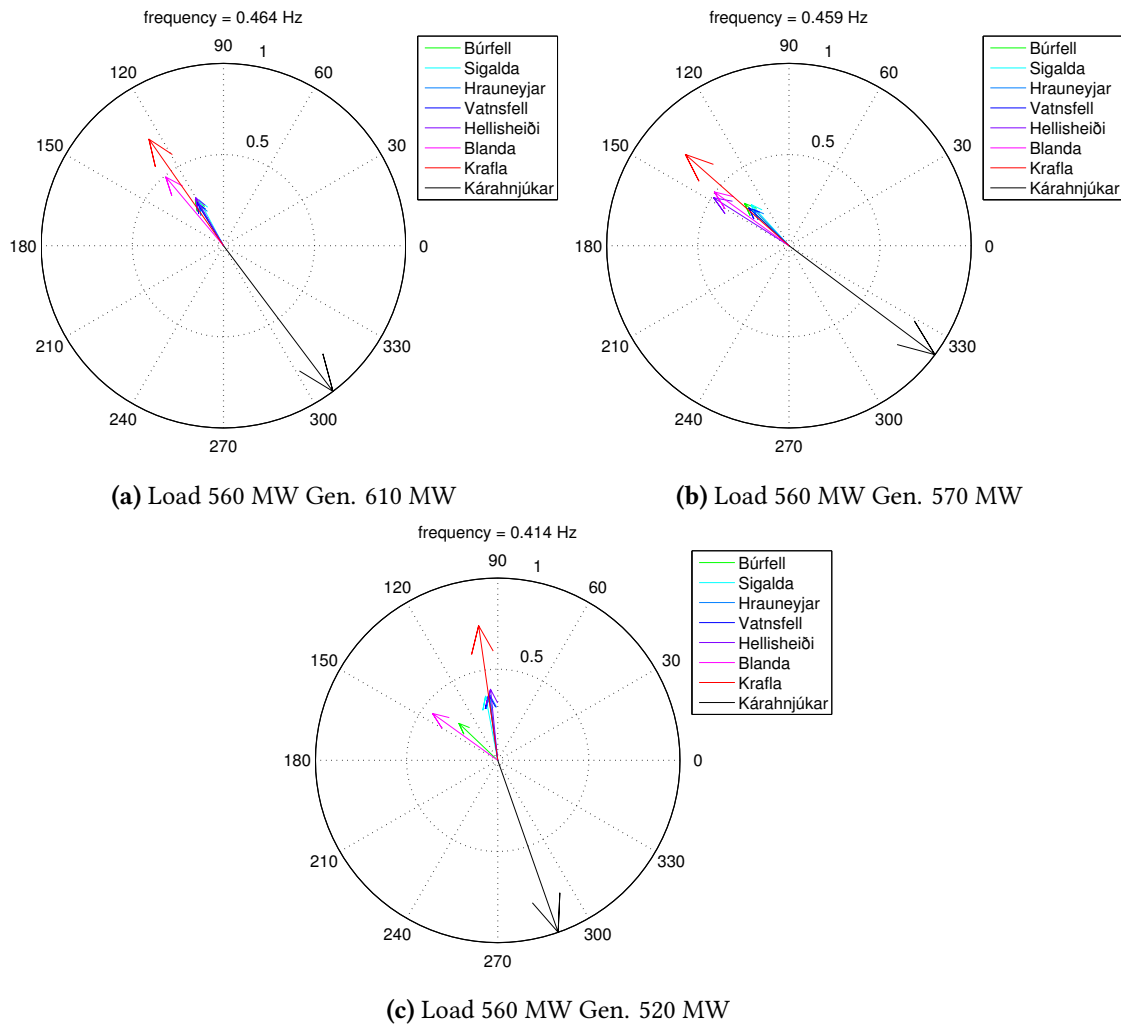 frequency = 0.464 Hz
90
1
120
60
0.5
150
30
180
0
210
330
240
300
270
Búrfell
Sigalda
Hrauneyjar
Vatnsfell
Hellisheiði
Blanda
Krafla
Kárahnjúkar
(a) Load 560 MW Gen. 610 MW
frequency = 0.459 Hz
90
1
120
60
0.5
150
30
180
0
210
330
240
300
270
Búrfell
Sigalda
Hrauneyjar
Vatnsfell
Hellisheiði
Blanda
Krafla
Kárahnjúkar
(b) Load 560 MW Gen. 570 MW
frequency = 0.414 Hz
90
1
120
60
0.5
150
30
180
0
210
330
240
300
270
Búrfell
Sigalda
Hrauneyjar
Vatnsfell
Hellisheiði
Blanda
Krafla
Kárahnjúkar
(c) Load 560 MW Gen. 520 MW